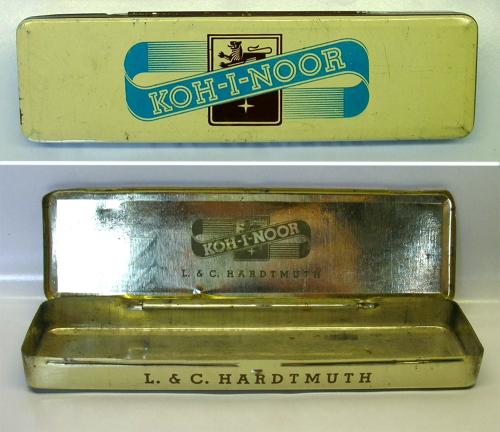 KOH-I-NOOR
KOH-I-NOOR
L. & C. HARDTMUTH
L. & C. HARDTMUTH